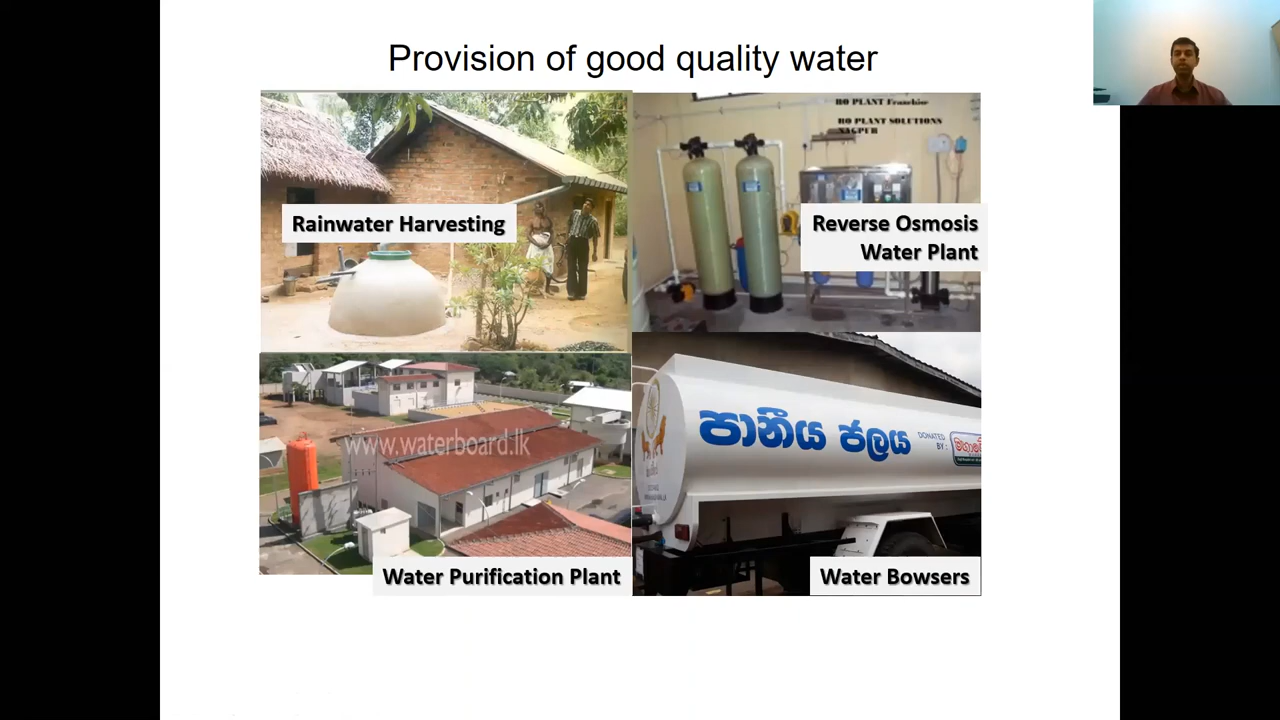 Provision of good quality water
RO PLANT Franchise
RO PLANT SOLUTIONS
NAGPUR
Rainwater Harvesting
Reverse Osmosis
Water Plant
www.waterboard.lk
පානීය ජලය
DONATED
BY :
Water Purification Plant
Water Bowsers